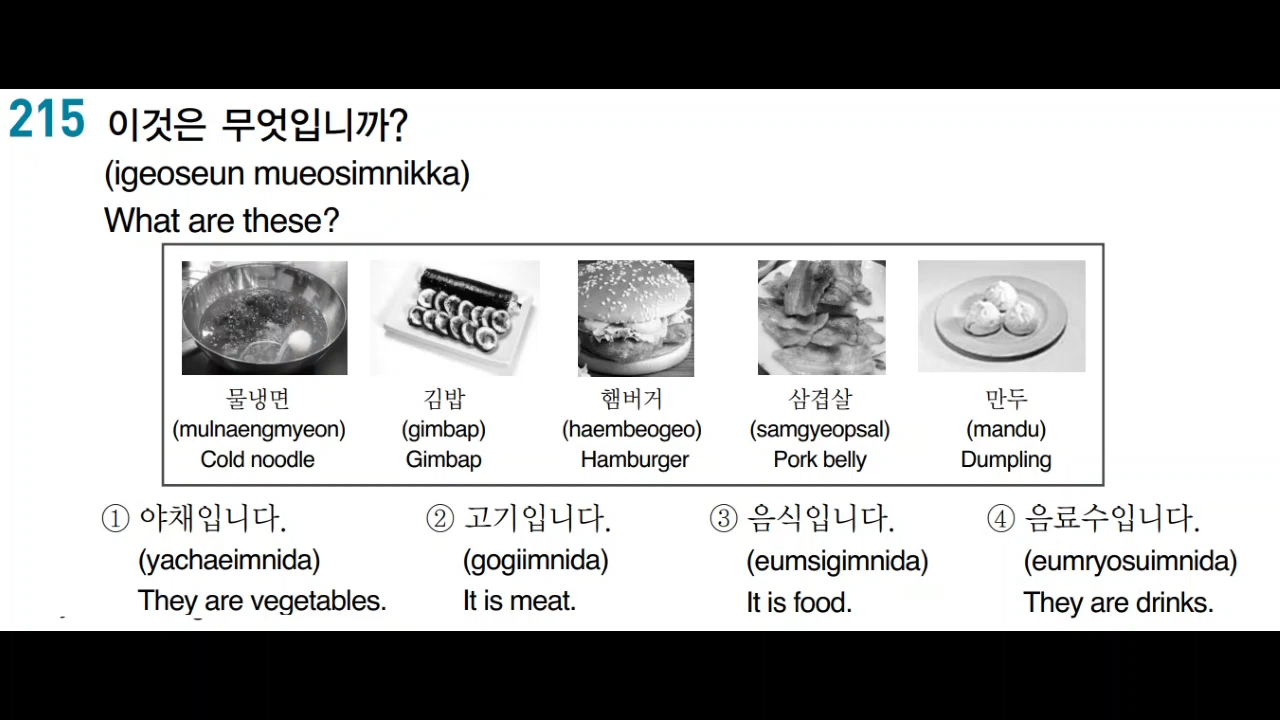 215 이것은 무엇입니까?
(igeoseun mueosimnikka)
What are these?
물냉면 김밥 햄버거 삼겹살 만두
(mulnaengmyeon) (gimbap) (haembeogeo) (samgyeopsal) (mandu)
Cold noodle Gimbap Hamburger Pork belly Dumpling
① 야채입니다. ② 고기입니다. ③ 음식입니다. ④ 음료수입니다.
(yachaeimnida) (gogiimnida) (eumsigimnida) (eumryosuimnida)
They are vegetables. It is meat. It is food. They are drinks.